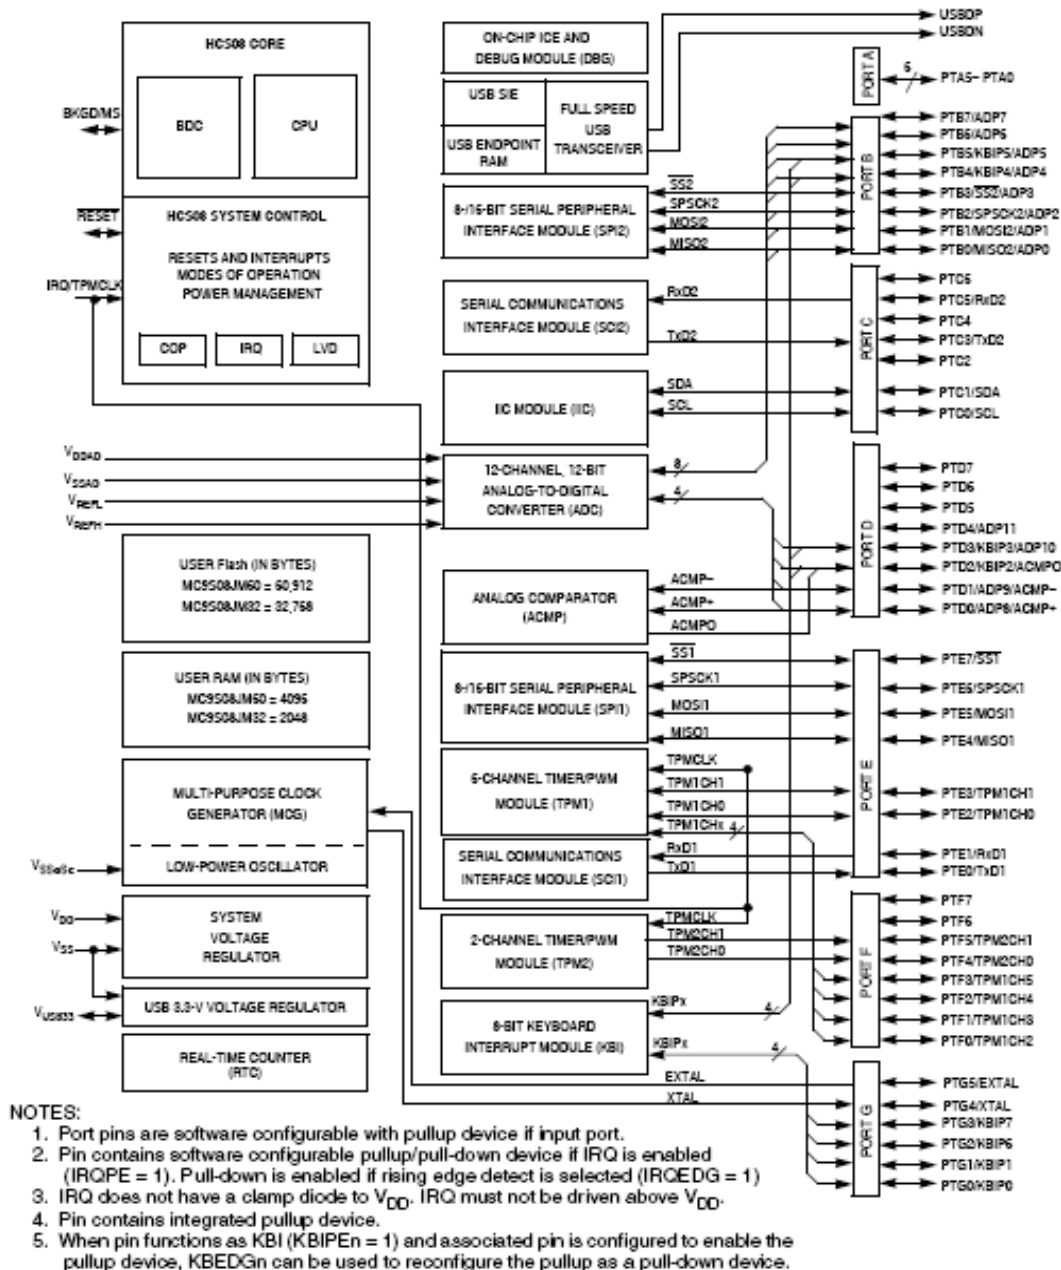 HCS08 CORE
BDC
CPU
BKGD/MS
HCS08 SYSTEM CONTROL
RESET
RESETS AND INTERRUPTS
MODES OF OPERATION
POWER MANAGEMENT
IRQ/TPMCLK
COP
IRQ
LVD
VDDAD
VSSAD
VREFL
VREFH
USER Flash (IN BYTES)
MC9S08JM60 = 60,912
MC9S08JM32 = 32,768
USER RAM (IN BYTES)
MC9S08JM60 = 4096
MC9S08JM32 = 2048
MULTI-PURPOSE CLOCK
GENERATOR (MCG)
LOW-POWER OSCILLATOR
VSSOSC
VDD
VSS
SYSTEM
VOLTAGE
REGULATOR
VUSB33
USB 3.3-V VOLTAGE REGULATOR
REAL-TIME COUNTER
(RTC)
ON-CHIP ICE AND
DEBUG MODULE (DBG)
USB SIE
USB ENDPOINT
RAM
FULL SPEED
USB
TRANSCEIVER
USBDP
USBDN
8-/16-BIT SERIAL PERIPHERAL
INTERFACE MODULE (SPI2)
SS2
SPSCK2
MOSI2
MISO2
SERIAL COMMUNICATIONS
INTERFACE MODULE (SCI2)
RxD2
TxD2
IIC MODULE (IIC)
SDA
SCL
12-CHANNEL, 12-BIT
ANALOG-TO-DIGITAL
CONVERTER (ADC)
8
4
ANALOG COMPARATOR
(ACMP)
ACMP–
ACMP+
ACMPO
8-/16-BIT SERIAL PERIPHERAL
INTERFACE MODULE (SPI1)
SS1
SPSCK1
MOSI1
MISO1
6-CHANNEL TIMER/PWM
MODULE (TPM1)
TPMCLK
TPM1CH1
TPM1CH0
TPM1CHx
4
SERIAL COMMUNICATIONS
INTERFACE MODULE (SCI1)
RxD1
TxD1
2-CHANNEL TIMER/PWM
MODULE (TPM2)
TPMCLK
TPM2CH1
TPM2CH0
8-BIT KEYBOARD
INTERRUPT MODULE (KBI)
KBIPx
4
KBIPx
4
EXTAL
XTAL
PORT A
6
PTA5– PTA0
PORT B
PTB7/ADP7
PTB6/ADP6
PTB5/KBIP5/ADP5
PTB4/KBIP4/ADP4
PTB3/SS2/ADP3
PTB2/SPSCK2/ADP2
PTB1/MOSI2/ADP1
PTB0/MISO2/ADP0
PORT C
PTC6
PTC5/RxD2
PTC4
PTC3/TxD2
PTC2
PTC1/SDA
PTC0/SCL
PORT D
PTD7
PTD6
PTD5
PTD4/ADP11
PTD3/KBIP3/ADP10
PTD2/KBIP2/ACMPO
PTD1/ADP9/ACMP–
PTD0/ADP8/ACMP+
PORT E
PTE7/SS1
PTE6/SPSCK1
PTE5/MOSI1
PTE4/MISO1
PTE3/TPM1CH1
PTE2/TPM1CH0
PTE1/RxD1
PTE0/TxD1
PORT F
PTF7
PTF6
PTF5/TPM2CH1
PTF4/TPM2CH0
PTF3/TPM1CH5
PTF2/TPM1CH4
PTF1/TPM1CH3
PTF0/TPM1CH2
PORT G
PTG5/EXTAL
PTG4/XTAL
PTG3/KBIP7
PTG2/KBIP6
PTG1/KBIP1
PTG0/KBIP0
NOTES:
1. Port pins are software configurable with pullup device if input port.
2. Pin contains software configurable pullup/pull-down device if IRQ is enabled
(IRQPE = 1). Pull-down is enabled if rising edge detect is selected (IRQEDG = 1)
3. IRQ does not have a clamp diode to VDD. IRQ must not be driven above VDD.
4. Pin contains integrated pullup device.
5. When pin functions as KBI (KBIPEn = 1) and associated pin is configured to enable the
pullup device, KBEDGn can be used to reconfigure the pullup as a pull-down device.